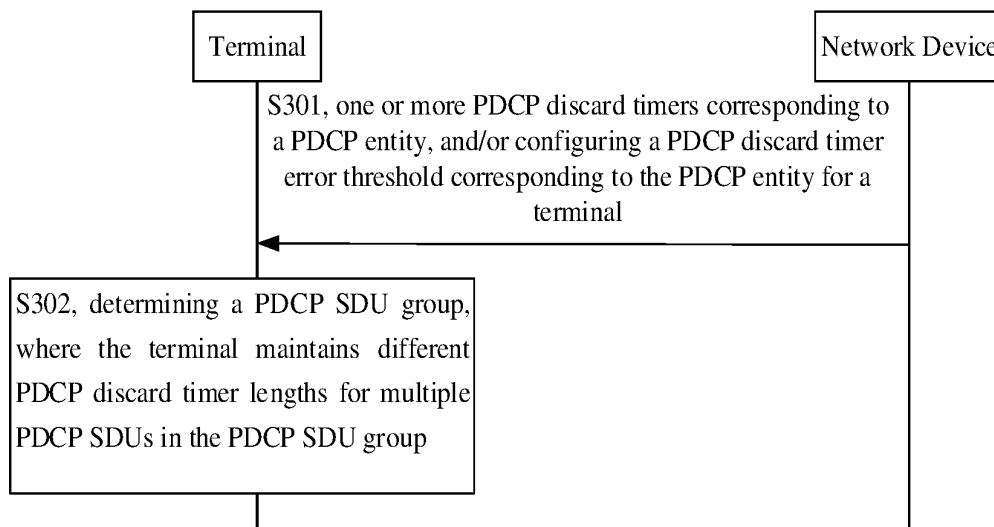 Terminal
Network Device
S301, one or more PDCP discard timers corresponding to
a PDCP entity, and/or configuring a PDCP discard timer
error threshold corresponding to the PDCP entity for a
terminal
S302, determining a PDCP SDU group,
where the terminal maintains different
PDCP discard timer lengths for multiple
PDCP SDUs in the PDCP SDU group